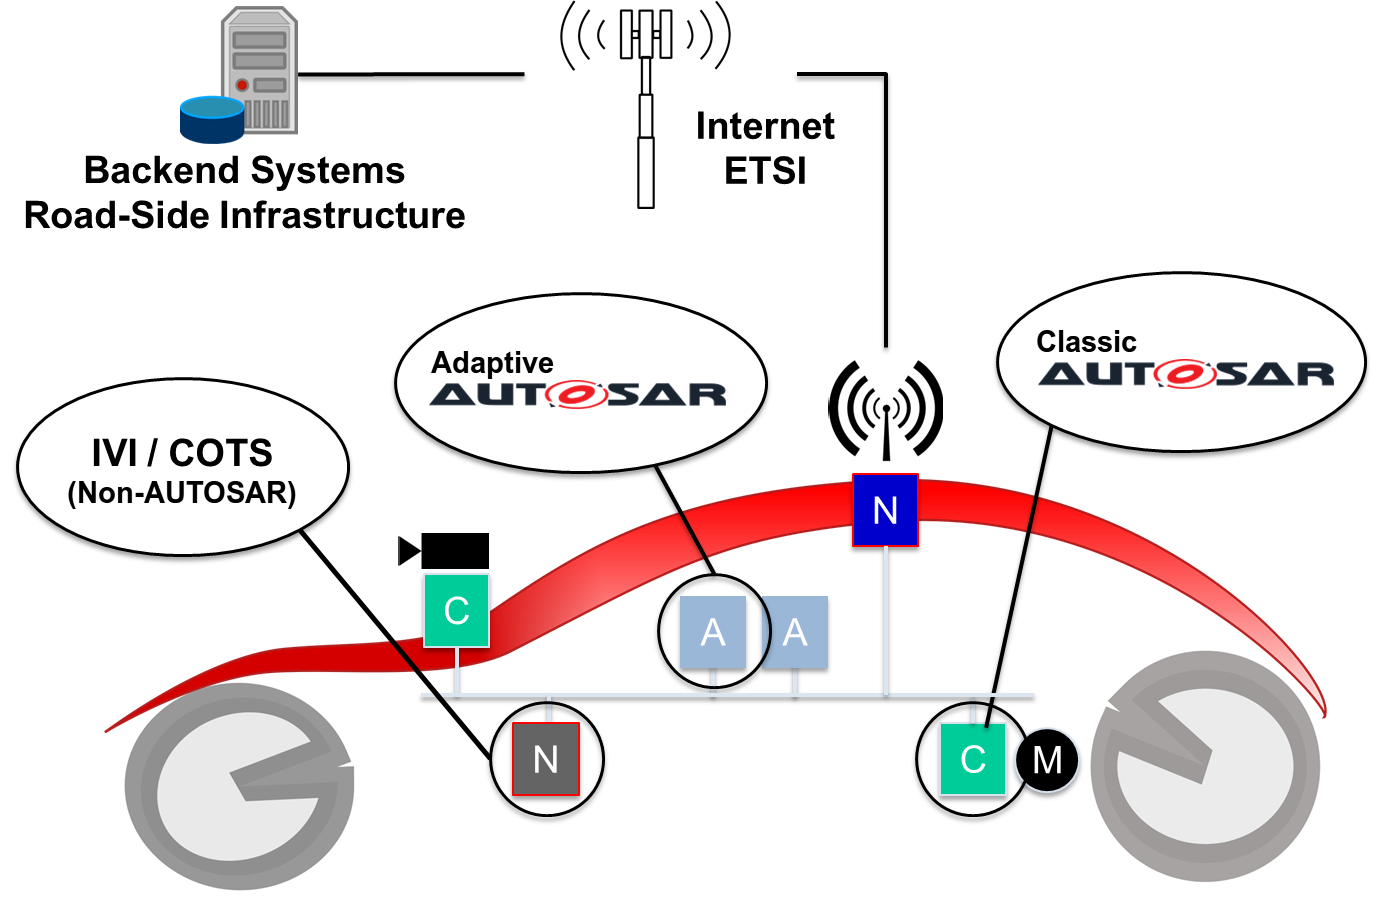 Backend Systems
Road-Side Infrastructure
Internet
ETSI
Adaptive
AUTOSAR
Classic
AUTOSAR
IVI / COTS
(Non-AUTOSAR)
N
C
A
A
N
C
M